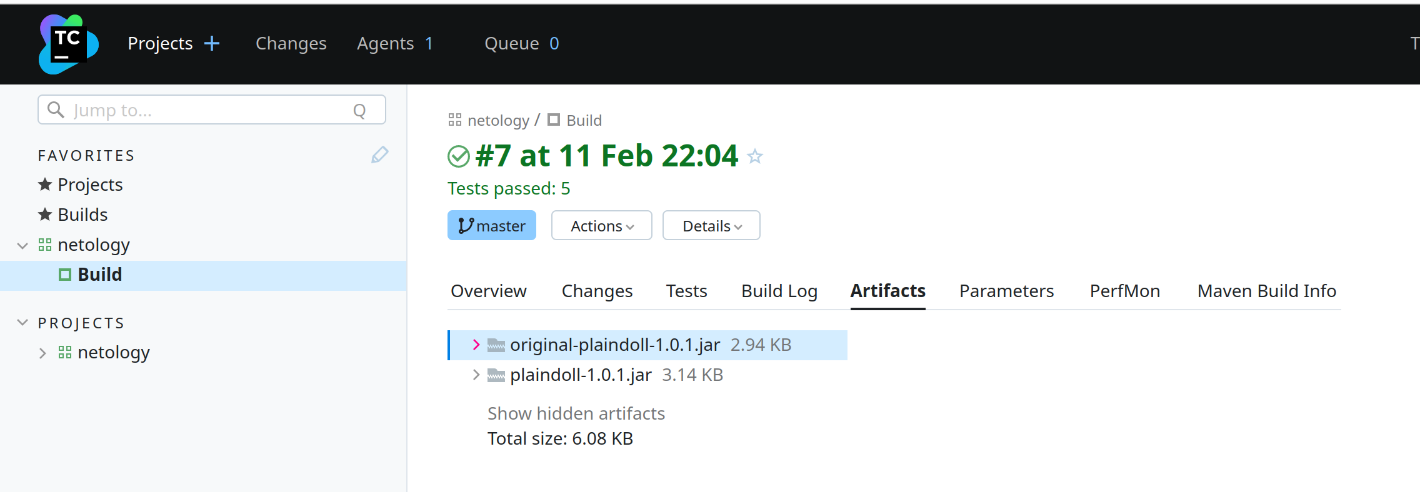 TC Projects + Changes Agents 1 Queue 0 T
Jump to... Q
FAVORITES
Projects
Builds
netology
Build
PROJECTS
netology
netology / Build
#7 at 11 Feb 22:04
Tests passed: 5
master Actions Details
Overview Changes Tests Build Log Artifacts Parameters PerfMon Maven Build Info
original-plaindoll-1.0.1.jar 2.94 KB
plaindoll-1.0.1.jar 3.14 KB
Show hidden artifacts
Total size: 6.08 KB